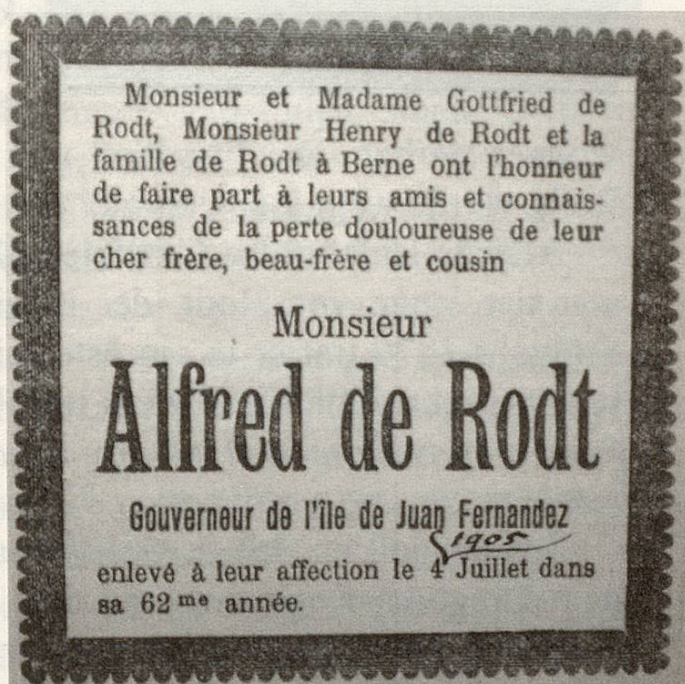 Monsieur et Madame Gottfried de
Rodt, Monsieur Henry de Rodt et la
famille de Rodt à Berne ont l'honneur
de faire part à leurs amis et connais-
sances de la perte douloureuse de leur
cher frère, beau-frère et cousin
Monsieur
Alfred de Rodt
Gouverneur de l'île de Juan Fernandez
1905
enlevé à leur affection le 4 Juillet dans
sa 62me année.